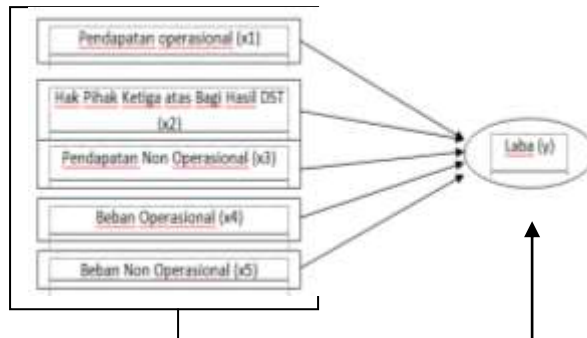 Pendapatan operasional (x1)
Hak Pihak Ketiga atas Bagi Hasil DST
(x2)
Pendapatan Non Operasional (x3)
Laba (y)
Beban Operasional (x4)
Beban Non Operasional (x5)